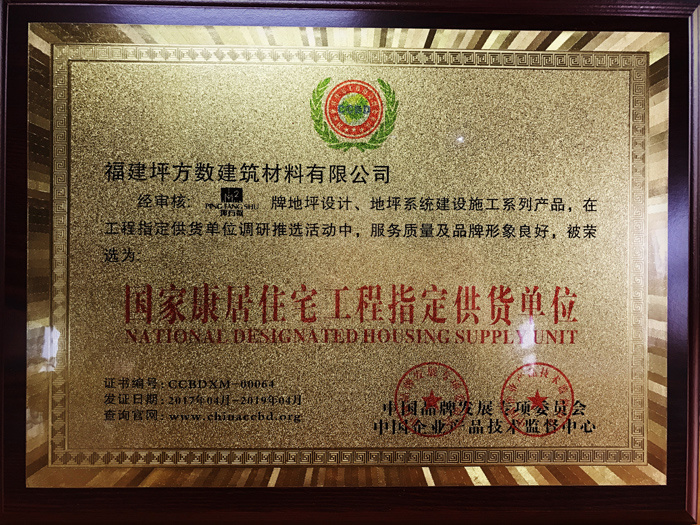 福建坪方数建筑材料有限公司
经审核: PINGFANGSHU 坪方数 牌地坪设计、地坪系统建设施工系列产品，在
工程指定供货单位调研推选活动中，服务质量及品牌形象良好，被荣
选为:
国家康居住宅工程指定供货单位
NATIONAL DESIGNATED HOUSING SUPPLY UNIT
证书编号: CCBDXM-00064
发证日期: 2017年04月-2019年04月
查询官网: www.chinaccbd.org
中国品牌发展专项委员会
中国企业产品技术监督中心